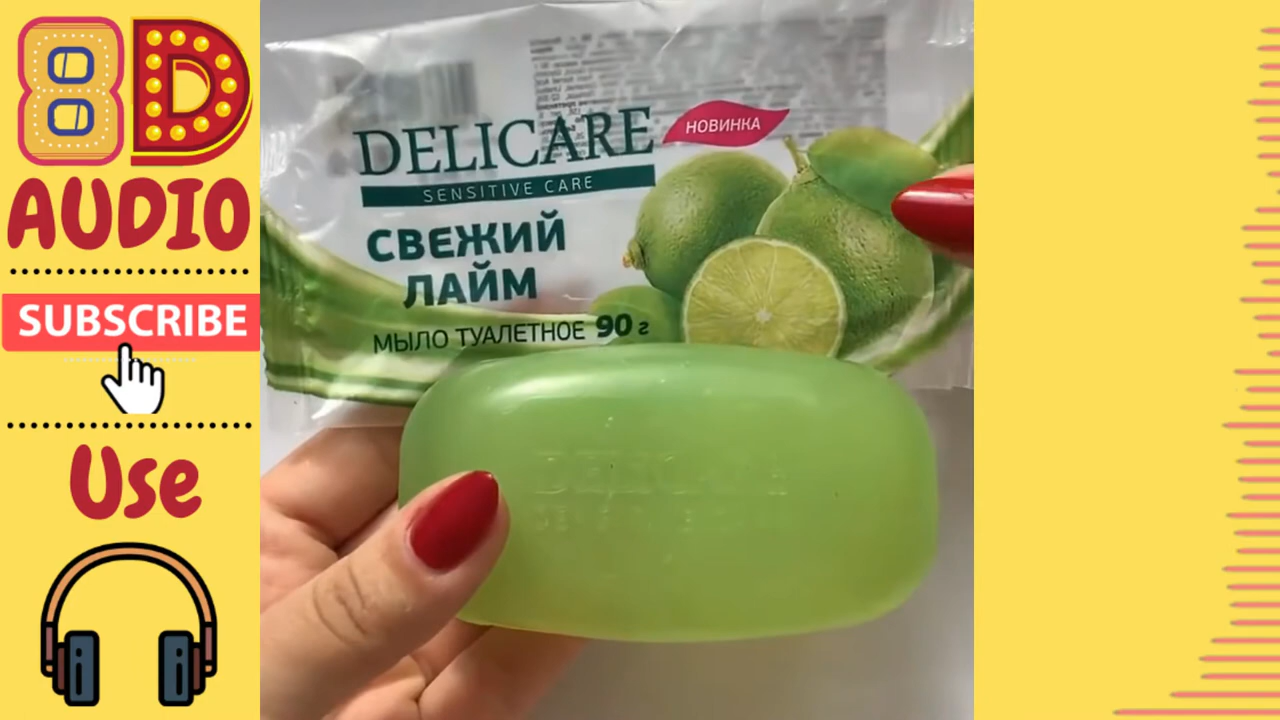 8D
AUDIO
SUBSCRIBE
Use
DELICARE
НОВИНКА
SENSITIVE CARE
СВЕЖИЙ
ЛАЙМ
МЫЛО ТУАЛЕТНОЕ 90 г